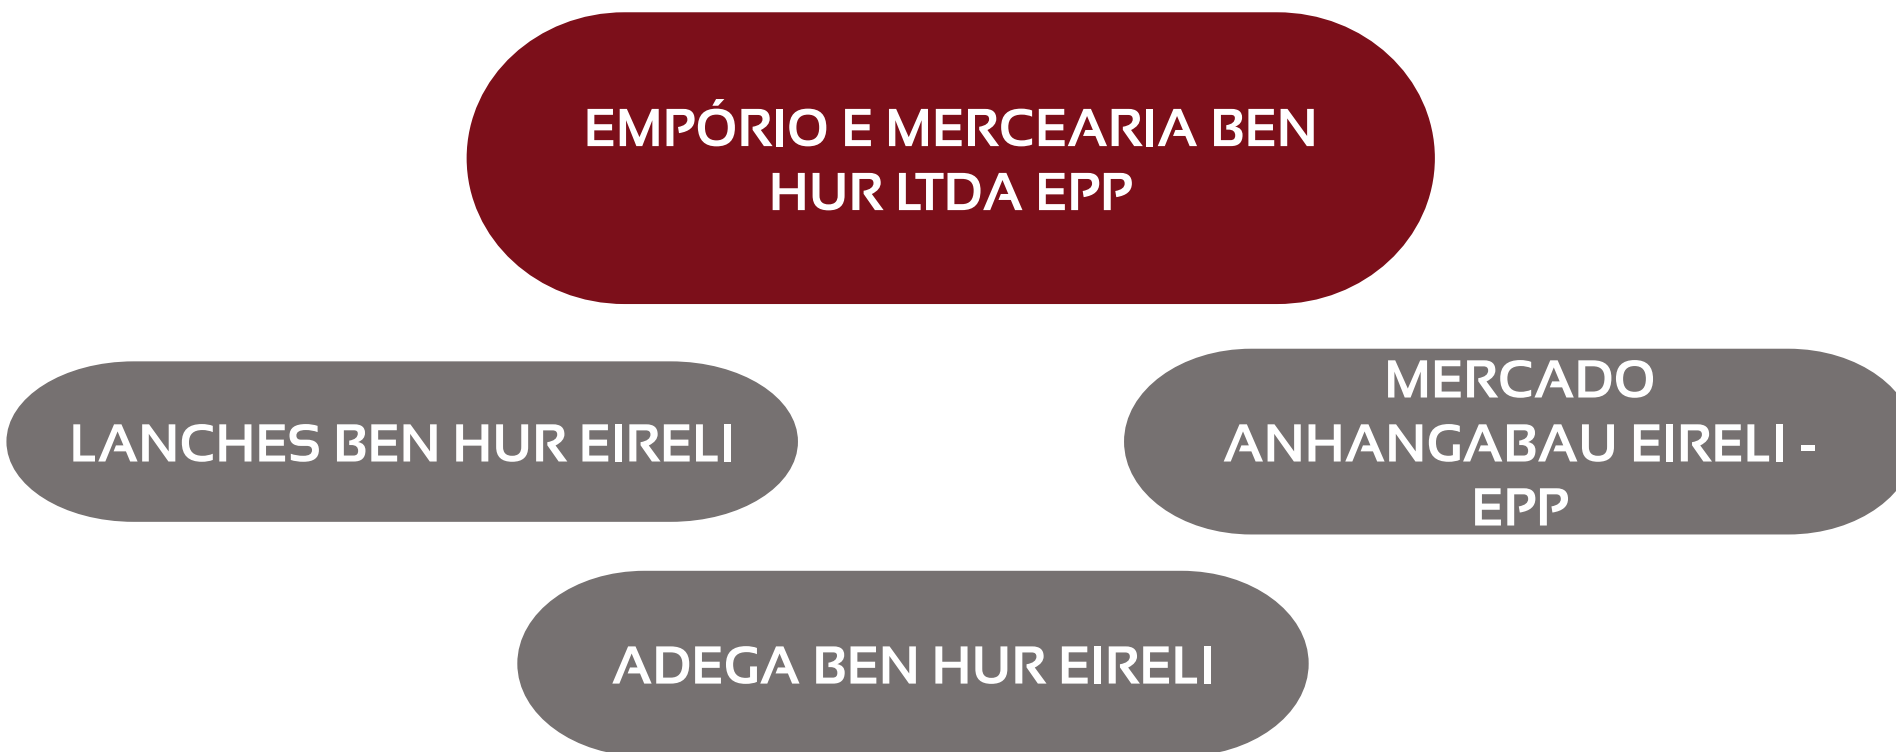 EMPÓRIO E MERCEARIA BEN
HUR LTDA EPP
LANCHES BEN HUR EIRELI
MERCADO
ANHANGABAU EIRELI -
EPP
ADEGA BEN HUR EIRELI